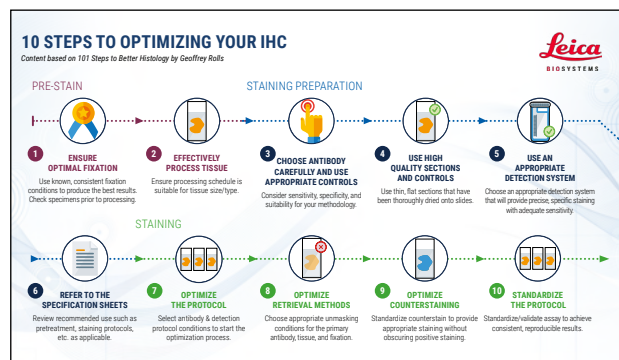 10 STEPS TO OPTIMIZING YOUR IHC
Content based on 101 Steps to Better Histology by Geoffrey Rolls
Leica
BIOSYSTEMS
PRE-STAIN
STAINING PREPARATION
1
ENSURE
OPTIMAL FIXATION
Use known, consistent fixation
conditions to produce the best results.
Check specimens prior to processing.
2
EFFECTIVELY
PROCESS TISSUE
Ensure processing schedule is
suitable for tissue size/type.
3
CHOOSE ANTIBODY
CAREFULLY AND USE
APPROPRIATE CONTROLS
Consider sensitivity, specificity, and
suitability for your methodology.
4
USE HIGH
QUALITY SECTIONS
AND CONTROLS
Use thin, flat sections that have
been thoroughly dried onto slides.
5
USE AN
APPROPRIATE
DETECTION SYSTEM
Choose an appropriate detection system
that will provide precise, specific staining
with adequate sensitivity.
STAINING
6
REFER TO THE
SPECIFICATION SHEETS
Review recommended use such as
pretreatment, staining protocols,
etc. as applicable.
7
OPTIMIZE
THE PROTOCOL
Select antibody & detection
protocol conditions to start the
optimization process.
8
OPTIMIZE
RETRIEVAL METHODS
Choose appropriate unmasking
conditions for the primary
antibody, tissue, and fixation.
9
OPTIMIZE
COUNTERSTAINING
Standardize counterstain to provide
appropriate staining without
obscuring positive staining.
10
STANDARDIZE
THE PROTOCOL
Standardize/validate assay to achieve
consistent, reproducible results.